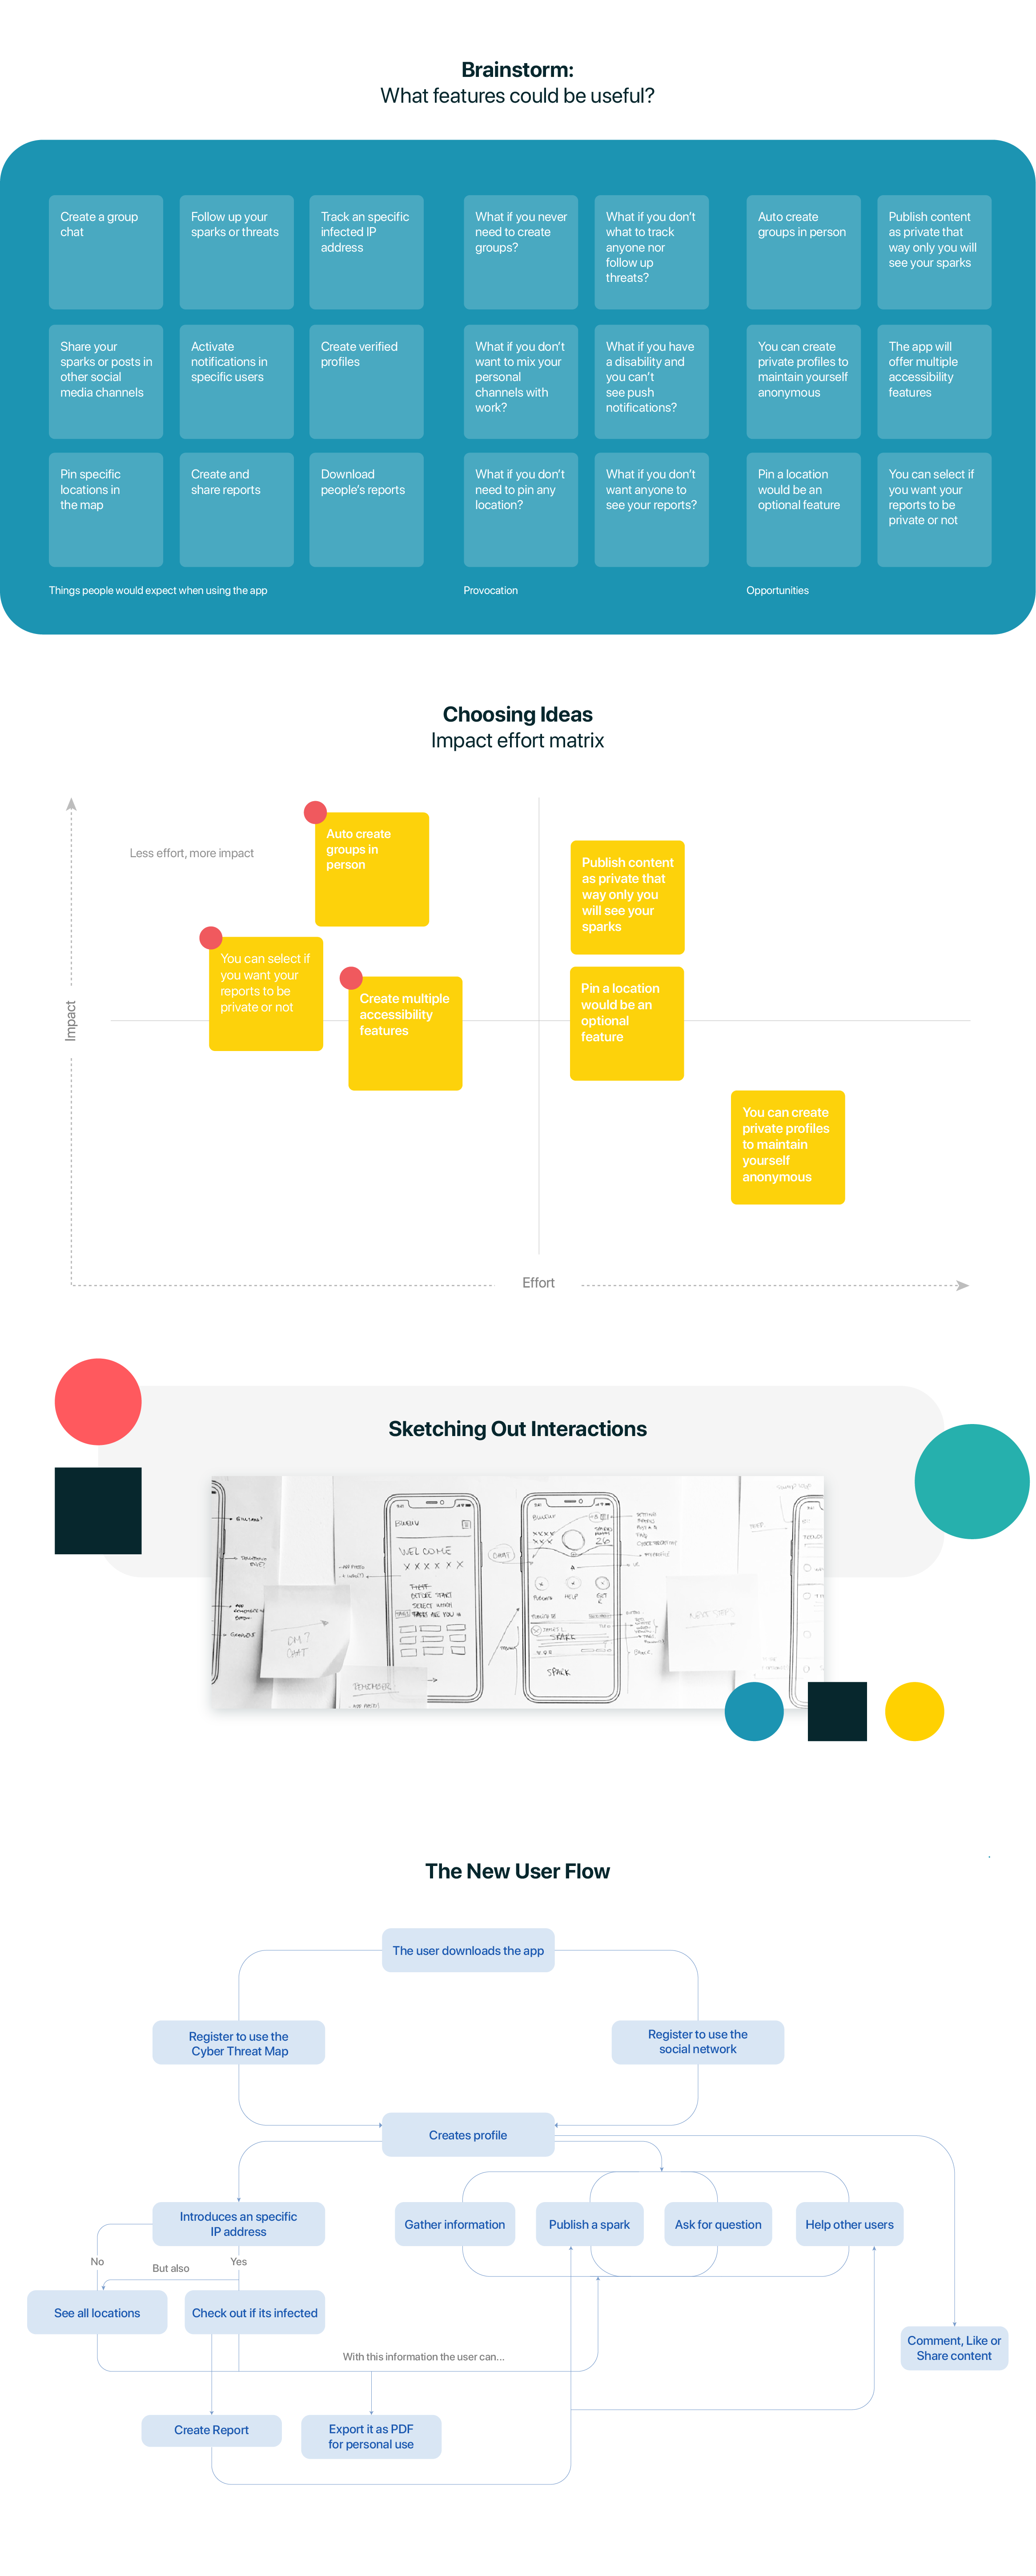 Brainstorm:
What features could be useful?
Create a group
chat
Follow up your
sparks or threats
Track an specific
infected IP
address
What if you never
need to create
groups?
What if you don't
what to track
anyone nor
follow up
threats?
Auto create
groups in person
Publish content
as private that
way only you will
see your sparks
Share your
sparks or posts in
other social
media channels
Activate
notifications in
specific users
Create verified
profiles
What if you don't
want to mix your
personal
channels with
work?
What if you have
a disability and
you can't
see push
notifications?
You can create
private profiles to
maintain yourself
anonymous
The app will
offer multiple
accessibility
features
Pin specific
locations in
the map
Create and
share reports
Download
people's reports
What if you don't
need to pin any
location?
What if you don't
want anyone to
see your reports?
Pin a location
would be an
optional feature
You can select if
you want your
reports to be
private or not
Things people would expect when using the app
Provocation
Opportunities
Choosing Ideas
Impact effort matrix
Less effort, more impact
Auto create
groups in
person
Publish content
as private that
way only you
will see your
sparks
You can select if
you want your
reports to be
private or not
Create multiple
accessibility
features
Pin a location
would be an
optional
feature
You can create
private profiles
to maintain
yourself
anonymous
Impact
Effort
Sketching Out Interactions
WELCOME
XXXXXX
BEFORE START
SELECT WHICH
TASKS ARE YOU
CHAT
HELP
SPARK
SPARK
CHAT
REMEMBER
NEXT STEPS
The New User Flow
The user downloads the app
Register to use the
Cyber Threat Map
Register to use the
social network
Creates profile
Introduces an specific
IP address
Gather information
Publish a spark
Ask for question
Help other users
No
But also
Yes
See all locations
Check out if its infected
With this information the user can...
Comment, Like or
Share content
Create Report
Export it as PDF
for personal use